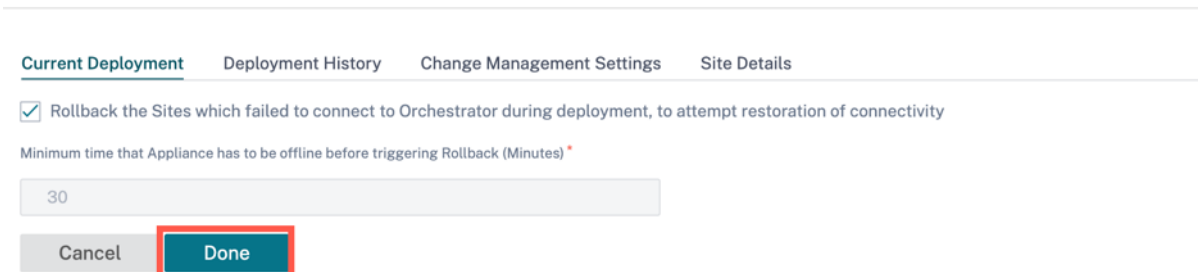 Current Deployment Deployment History Change Management Settings Site Details
Rollback the Sites which failed to connect to Orchestrator during deployment, to attempt restoration of connectivity
Minimum time that Appliance has to be offline before triggering Rollback (Minutes) *
30
Cancel Done